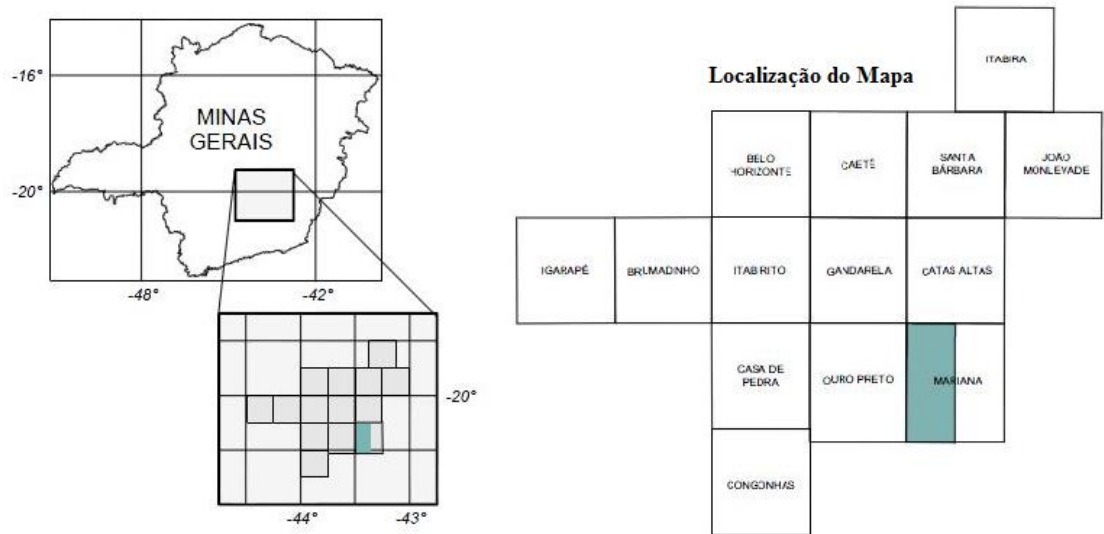 -16°
MINAS
GERAIS
-20°
-48°
-42°
-20°
-44°
-43°
Localização do Mapa
ITABIRA
BELO
HORIZONTE
CAETÉ
SANTA
BÁRBARA
JOÃO
MONLEVADE
IGARAPÉ
BRUMADINHO
ITABIRITO
GANDARELA
CATAS ALTAS
CASA DE
PEDRA
OURO PRETO
MARIANA
CONGONHAS